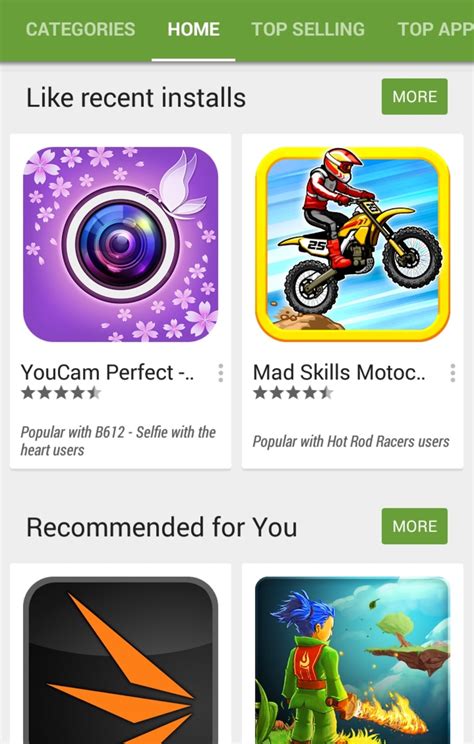 CATEGORIES HOME TOP SELLING TOP APP
Like recent installs MORE
YouCam Perfect -.. Mad Skills Motoc..
Popular with B612 - Selfie with the
heart users
Popular with Hot Rod Racers users
Recommended for You MORE
25